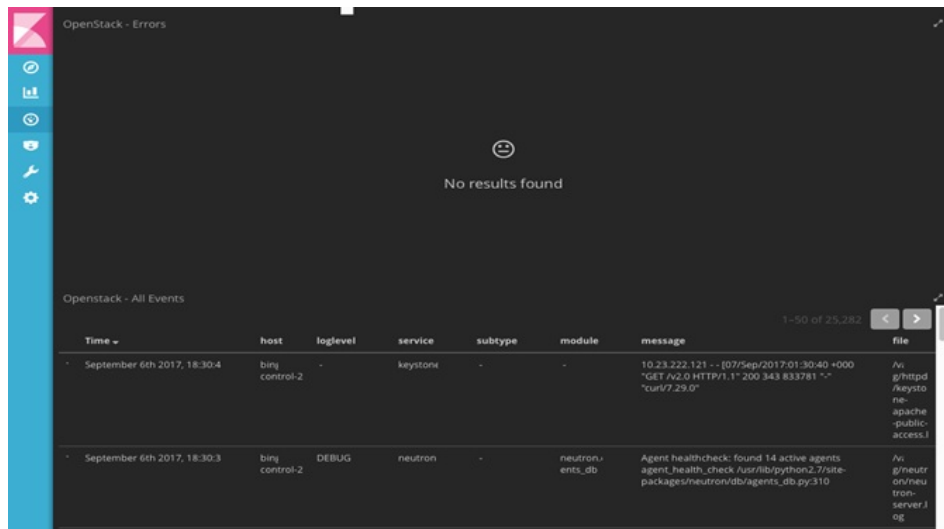 OpenStack - Errors
No results found
Openstack - All Events
1–50 of 25,282
Time host loglevel service subtype module message file
September 6th 2017, 18:30:4 - keystone - - 10.23.222.121 - - [07/Sep/2017:01:30:40 +000
control-2 "GET /v2.0 HTTP/1.1" 200 343 833781 "-" g/httpd
"curl/7.29.0" /keysto
ne-
apache
-public-
September 6th 2017, 18:30:3 DEBUG neutron - Agent healthcheck: found 14 active agents
control-2 ents_db agent_health_check /usr/lib/python2.7/site- g/neutr
packages/neutron/db/agents_db.py:310 on/neu
tron-
server.l
og